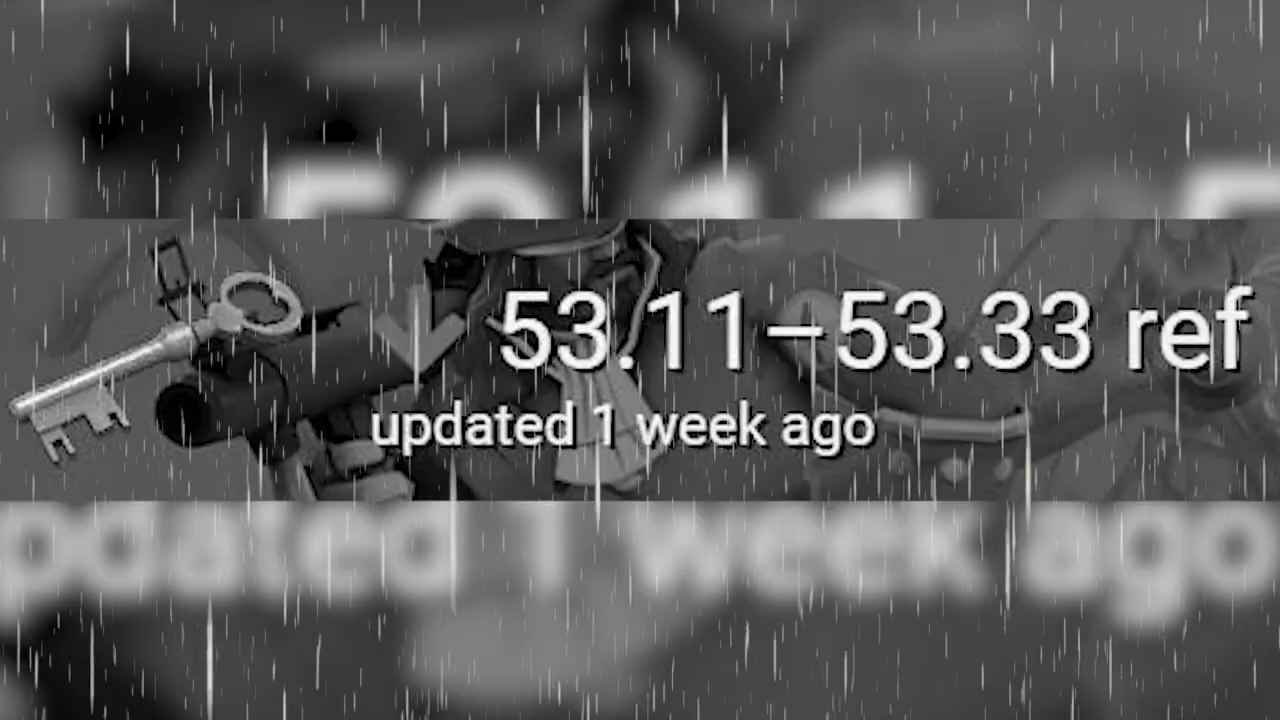 53.11–53.33 ref
updated 1 week ago